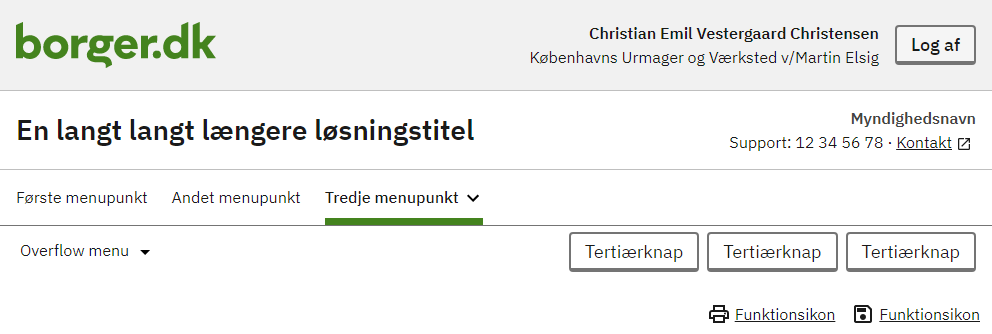 borger.dk
Christian Emil Vestergaard Christensen
Københavns Urmager og Værksted v/Martin Elsig
Log af
En langt langt længere løsningstitel
Myndighedsnavn
Support: 12 34 56 78 · Kontakt
Første menupunkt Andet menupunkt Tredje menupunkt
Overflow menu Tertiærknap Tertiærknap Tertiærknap
Funktionsikon Funktionsikon